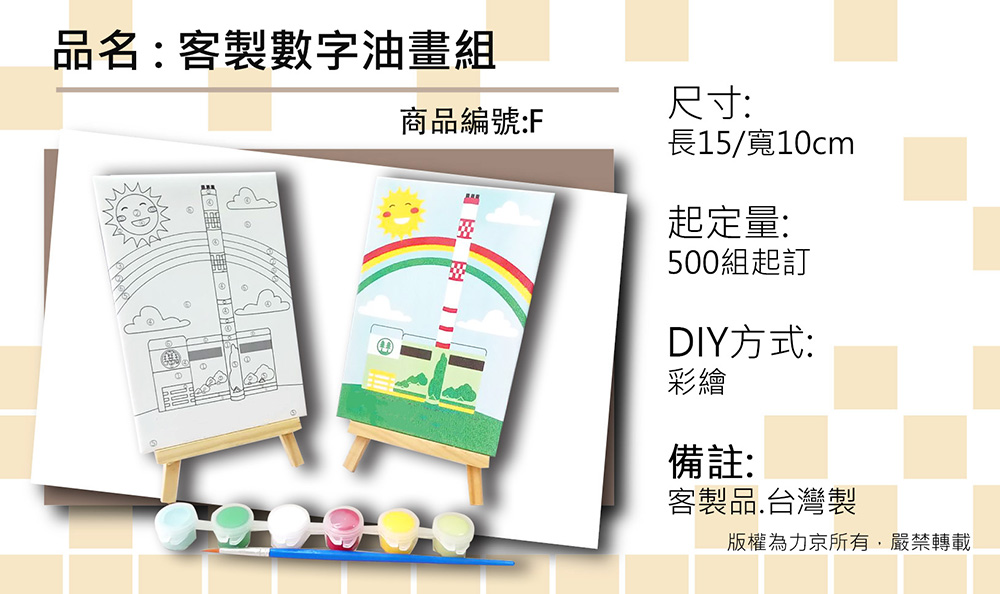 品名 : 客製數字油畫組
商品編號:F
尺寸:
長15/寬10cm
起定量:
500組起訂
DIY方式:
彩繪
備註:
客製品.台灣製
版權為力京所有，嚴禁轉載